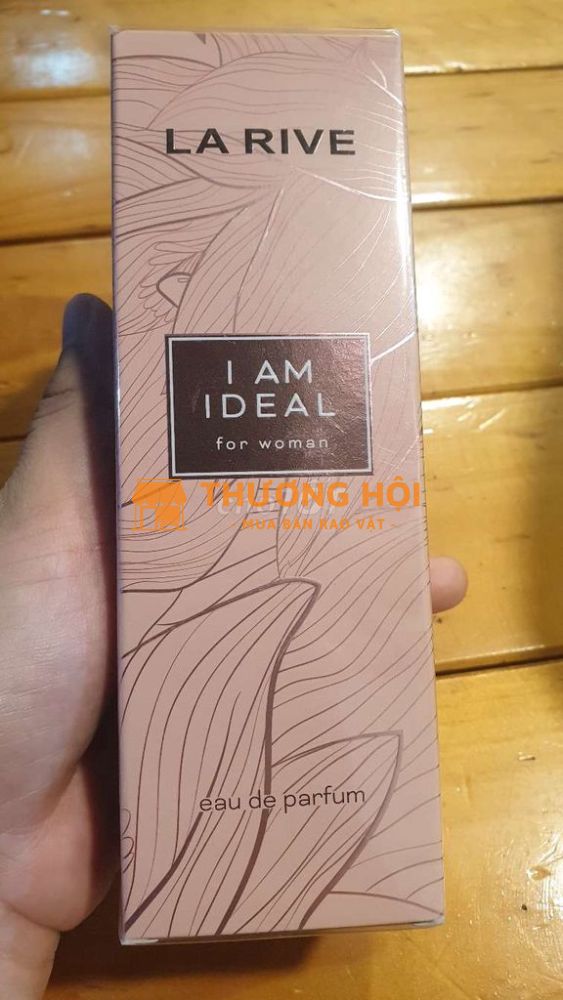 LA RIVE
I AM
IDEAL
for woman
THƯƠNG HỘI
- MUA BÁN RAO VẶT -
eau de parfum